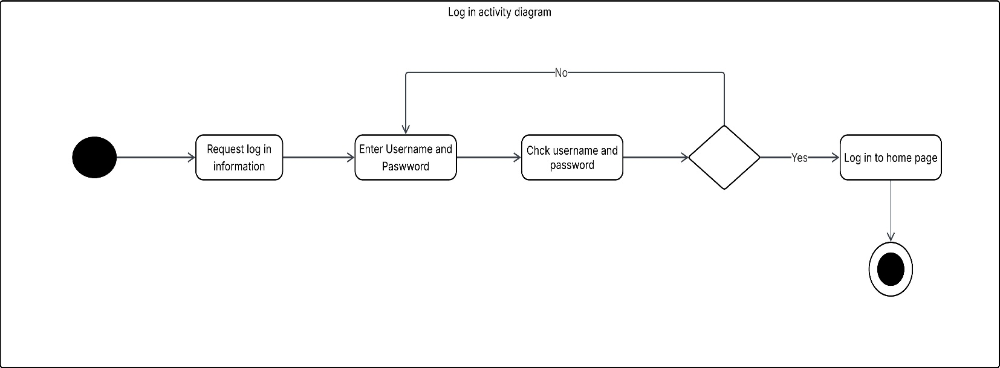 Log in activity diagram
No
Request log in
information
Enter Username and
Paswword
Chck username and
password
Yes
Log in to home page